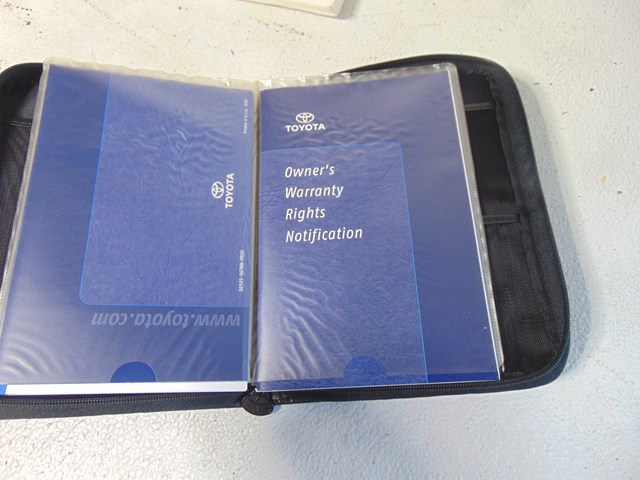 TOYOTA
www.toyota.com
TOYOTA
Owner's
Warranty
Rights
Notification